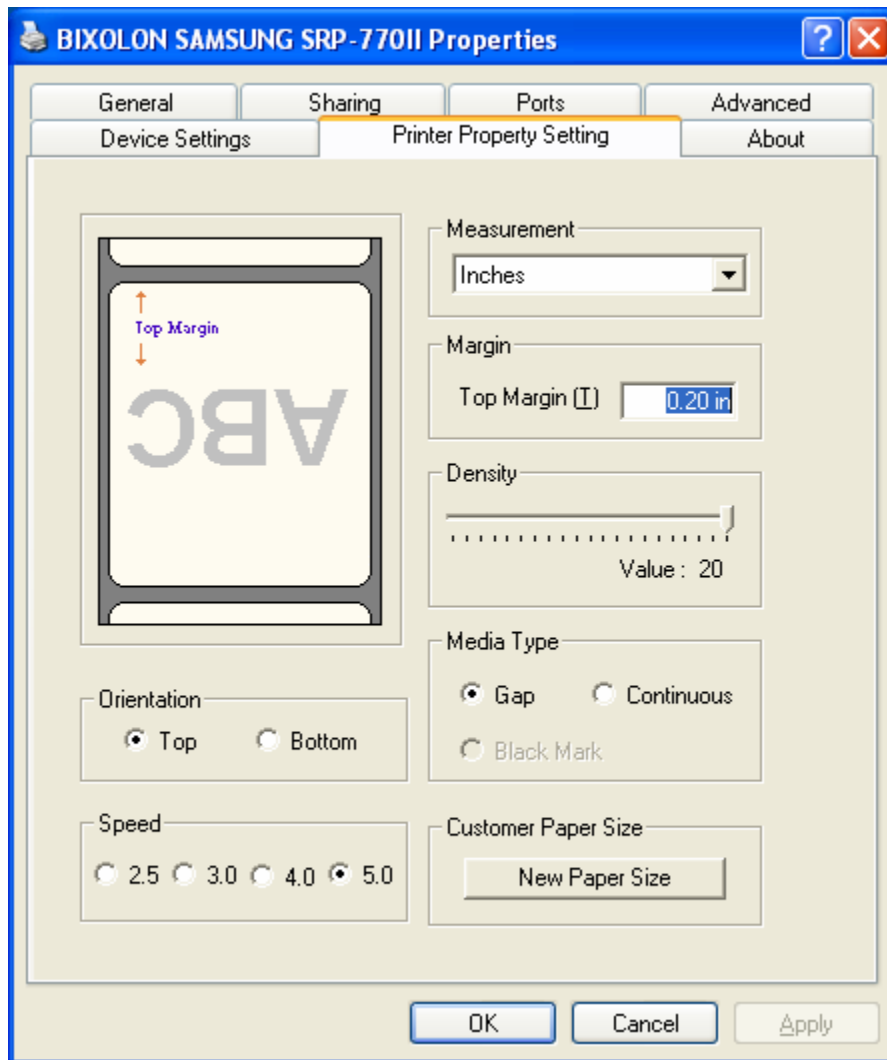 BIXOLON SAMSUNG SRP-770II Properties
General Sharing Ports Advanced
Device Settings Printer Property Setting About
Top Margin
ABC
Measurement
Inches
Margin
Top Margin (T) 0.20 in
Density
Value : 20
Media Type
Gap Continuous
Black Mark
Orientation
Top Bottom
Speed
2.5 3.0 4.0 5.0
Customer Paper Size
New Paper Size
OK Cancel Apply